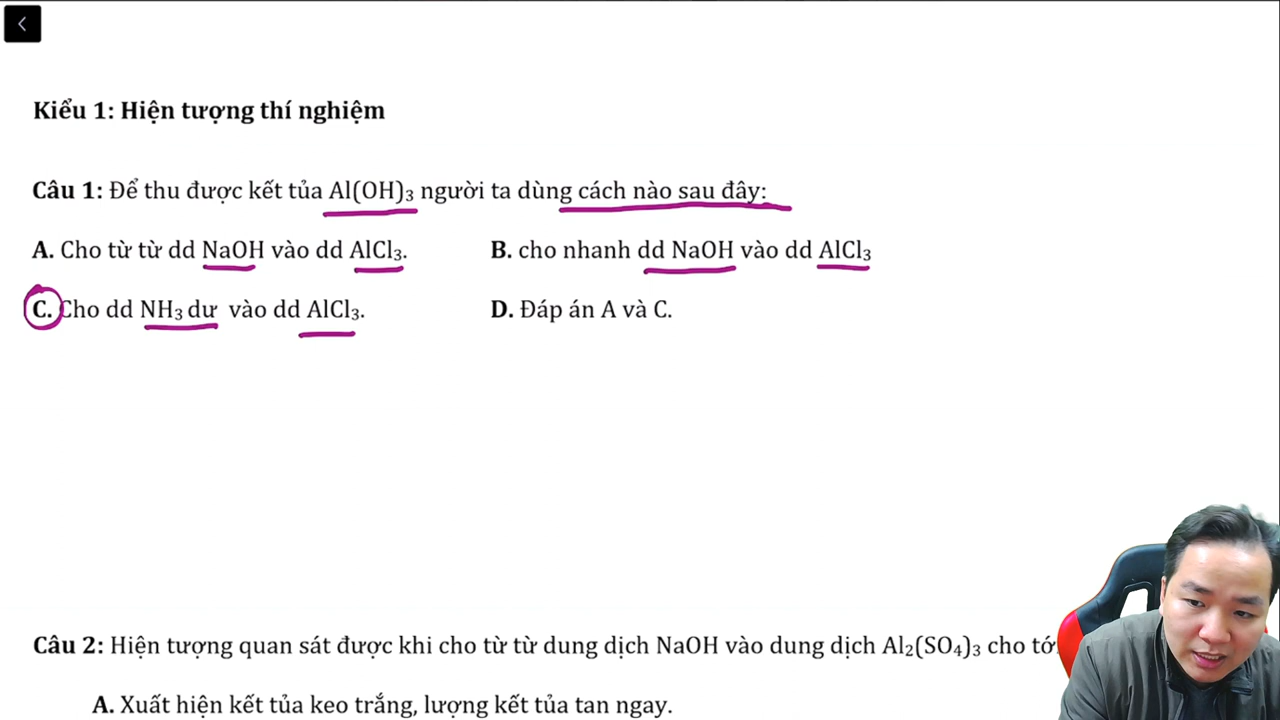 Kiểu 1: Hiện tượng thí nghiệm
Câu 1: Để thu được kết tủa Al(OH)₃ người ta dùng cách nào sau đây:
A. Cho từ từ dd NaOH vào dd AlCl₃. B. cho nhanh dd NaOH vào dd AlCl₃
C. Cho dd NH₃ dư vào dd AlCl₃. D. Đáp án A và C.
Câu 2: Hiện tượng quan sát được khi cho từ từ dung dịch NaOH vào dung dịch Al₂(SO₄)₃ cho tớ
A. Xuất hiện kết tủa keo trắng, lượng kết tủa tan ngay.